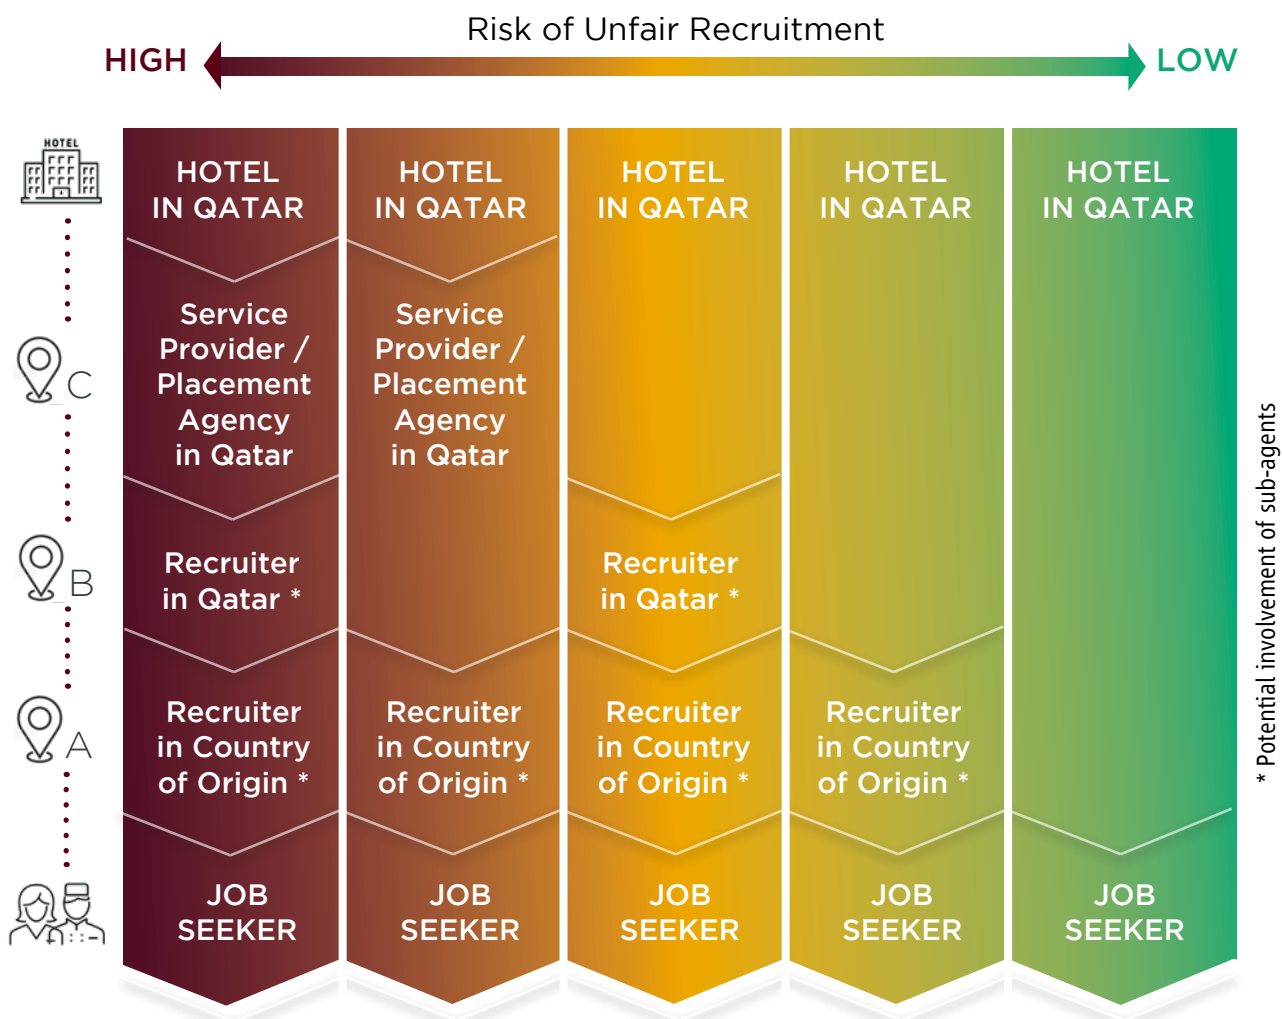 Risk of Unfair Recruitment
HIGH
LOW
HOTEL
HOTEL
IN QATAR
HOTEL
IN QATAR
HOTEL
IN QATAR
HOTEL
IN QATAR
HOTEL
IN QATAR
C
Service
Provider /
Placement
Agency
in Qatar
Service
Provider /
Placement
Agency
in Qatar
B
Recruiter
in Qatar *
Recruiter
in Qatar *
A
Recruiter
in Country
of Origin *
Recruiter
in Country
of Origin *
Recruiter
in Country
of Origin *
Recruiter
in Country
of Origin *
JOB
SEEKER
JOB
SEEKER
JOB
SEEKER
JOB
SEEKER
JOB
SEEKER
* Potential involvement of sub-agents